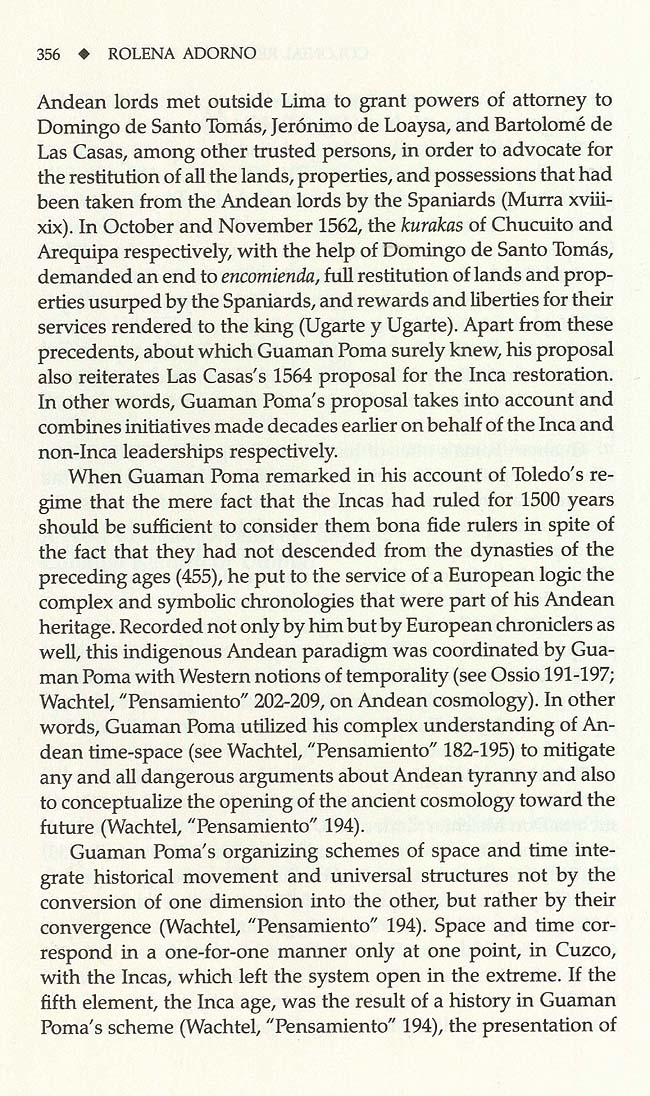 356 ◆ ROLENA ADORNO
Andean lords met outside Lima to grant powers of attorney to
Domingo de Santo Tomás, Jerónimo de Loaysa, and Bartolomé de
Las Casas, among other trusted persons, in order to advocate for
the restitution of all the lands, properties, and possessions that had
been taken from the Andean lords by the Spaniards (Murra xviii-
xix). In October and November 1562, the kurakas of Chucuito and
Arequipa respectively, with the help of Domingo de Santo Tomás,
demanded an end to encomienda, full restitution of lands and prop-
erties usurped by the Spaniards, and rewards and liberties for their
services rendered to the king (Ugarte y Ugarte). Apart from these
precedents, about which Guaman Poma surely knew, his proposal
also reiterates Las Casas's 1564 proposal for the Inca restoration.
In other words, Guaman Poma's proposal takes into account and
combines initiatives made decades earlier on behalf of the Inca and
non-Inca leaderships respectively.
When Guaman Poma remarked in his account of Toledo's re-
gime that the mere fact that the Incas had ruled for 1500 years
should be sufficient to consider them bona fide rulers in spite of
the fact that they had not descended from the dynasties of the
preceding ages (455), he put to the service of a European logic the
complex and symbolic chronologies that were part of his Andean
heritage. Recorded not only by him but by European chroniclers as
well, this indigenous Andean paradigm was coordinated by Gua-
man Poma with Western notions of temporality (see Ossio 191-197;
Wachtel, "Pensamiento" 202-209, on Andean cosmology). In other
words, Guaman Poma utilized his complex understanding of An-
dean time-space (see Wachtel, "Pensamiento" 182-195) to mitigate
any and all dangerous arguments about Andean tyranny and also
to conceptualize the opening of the ancient cosmology toward the
future (Wachtel, "Pensamiento" 194).
Guaman Poma's organizing schemes of space and time inte-
grate historical movement and universal structures not by the
conversion of one dimension into the other, but rather by their
convergence (Wachtel, "Pensamiento" 194). Space and time cor-
respond in a one-for-one manner only at one point, in Cuzco,
with the Incas, which left the system open in the extreme. If the
fifth element, the Inca age, was the result of a history in Guaman
Poma's scheme (Wachtel, "Pensamiento" 194), the presentation of